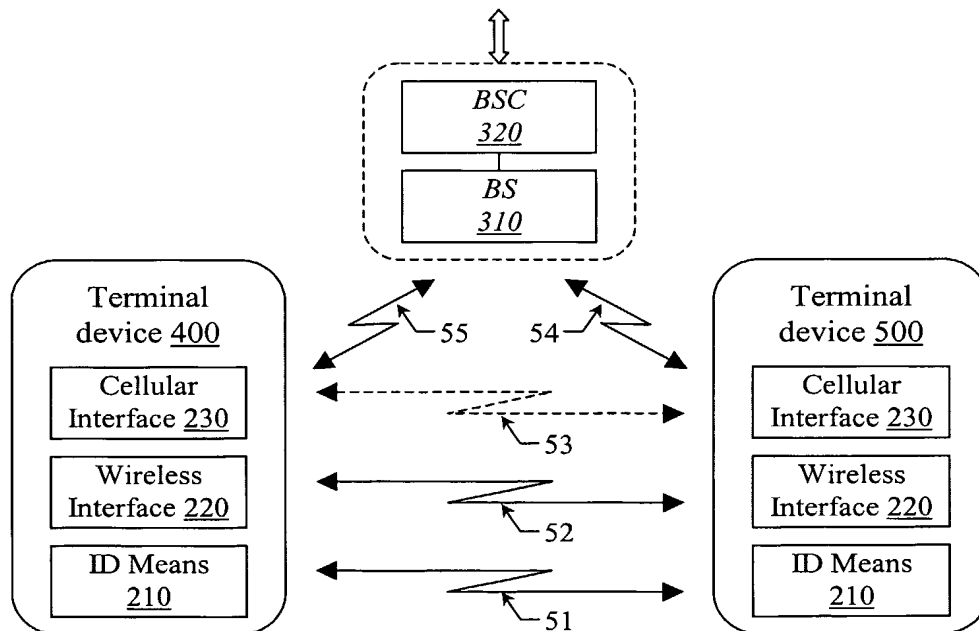 BSC
320
BS
310
Terminal
device 400
Cellular
Interface 230
Wireless
Interface 220
ID Means
210
55
54
53
52
51
Terminal
device 500
Cellular
Interface 230
Wireless
Interface 220
ID Means
210